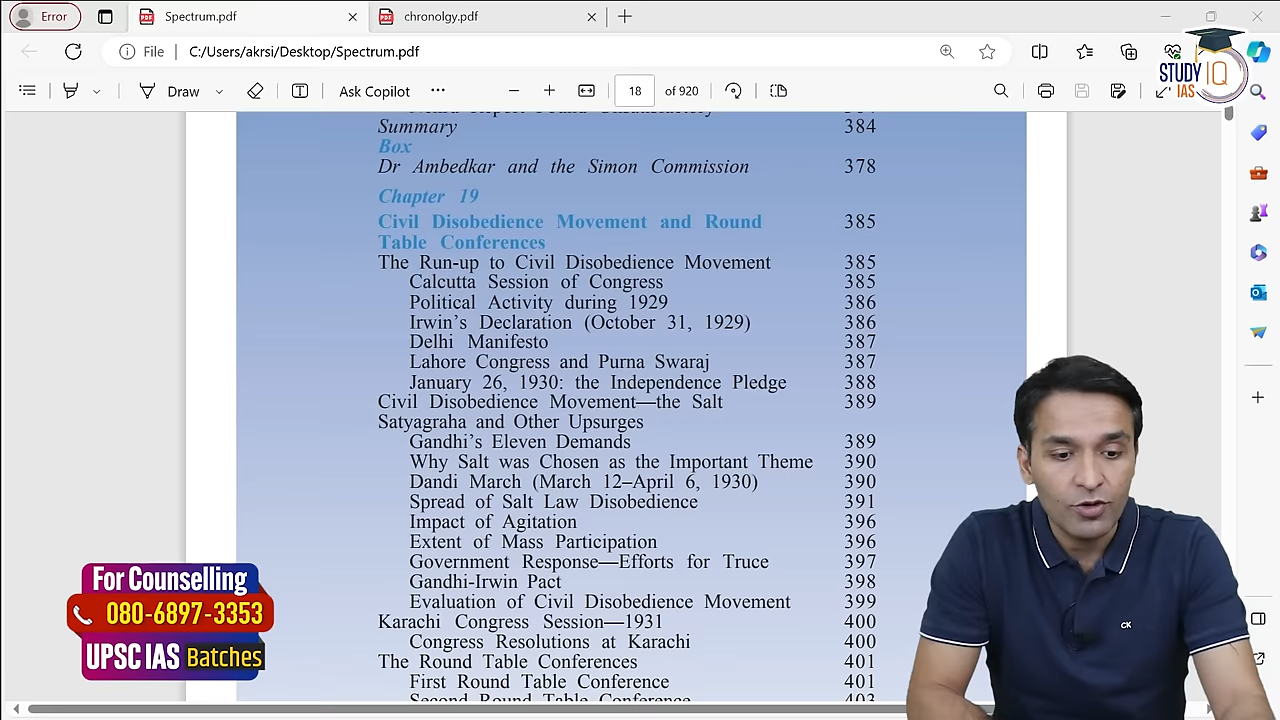 Error
Spectrum.pdf
chronolgy.pdf
File
C:/Users/akrsi/Desktop/Spectrum.pdf
Draw
Ask Copilot
18 of 920
STUDY IQ
IAS
Summary 384
Box
Dr Ambedkar and the Simon Commission 378
Chapter 19
Civil Disobedience Movement and Round 385
Table Conferences
The Run-up to Civil Disobedience Movement 385
Calcutta Session of Congress 385
Political Activity during 1929 386
Irwin's Declaration (October 31, 1929) 386
Delhi Manifesto 387
Lahore Congress and Purna Swaraj 387
January 26, 1930: the Independence Pledge 388
Civil Disobedience Movement—the Salt 389
Satyagraha and Other Upsurges
Gandhi's Eleven Demands 389
Why Salt was Chosen as the Important Theme 390
Dandi March (March 12–April 6, 1930) 390
Spread of Salt Law Disobedience 391
Impact of Agitation 396
Extent of Mass Participation 396
Government Response—Efforts for Truce 397
Gandhi-Irwin Pact 398
Evaluation of Civil Disobedience Movement 399
Karachi Congress Session—1931 400
Congress Resolutions at Karachi 400
The Round Table Conferences 401
First Round Table Conference 401
Second Round Table Conference 403
For Counselling
080-6897-3353
UPSC IAS Batches
CK